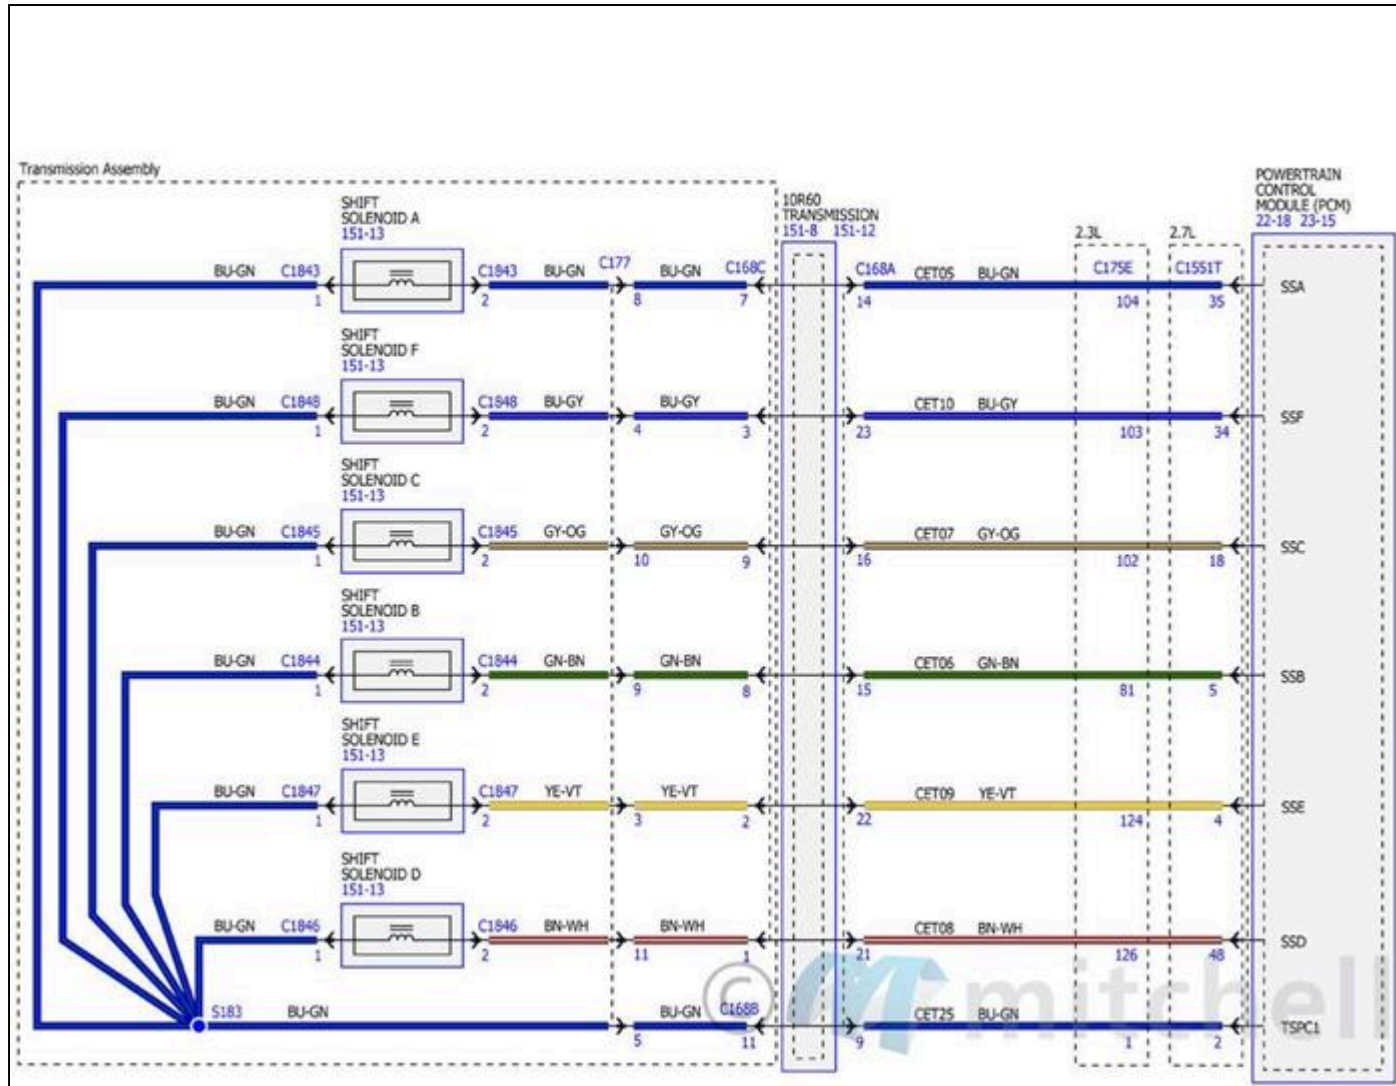 Transmission Assembly
POWERTRAIN
CONTROL
MODULE (PCM)
22-18 23-15
SHIFT
SOLENOID A
151-13
10R60
TRANSMISSION
151-8 151-12
2.3L 2.7L
BU-GN C1843 C1843 BU-GN C177 BU-GN C168C C168A CET05 BU-GN C175E C1551T SSA
1 2 8 7 14 104 35
SHIFT
SOLENOID F
151-13
BU-GN C1848 C1848 BU-GY BU-GY CET10 BU-GY SSF
1 2 4 3 23 103 34
SHIFT
SOLENOID C
151-13
BU-GN C1845 C1845 GY-OG GY-OG CET07 GY-OG SSC
1 2 10 9 16 102 18
SHIFT
SOLENOID B
151-13
BU-GN C1844 C1844 GN-BN GN-BN CET06 GN-BN SSB
1 2 9 8 15 81 5
SHIFT
SOLENOID E
151-13
BU-GN C1847 C1847 YE-VT YE-VT CET09 YE-VT SSE
1 2 3 2 22 124 4
SHIFT
SOLENOID D
151-13
BU-GN C1846 C1846 BN-WH BN-WH CET08 BN-WH SSD
1 2 11 1 21 126 48
© mitchell
S183 BU-GN BU-GN C168B CET25 BU-GN TSPC1
5 11 9 1 2